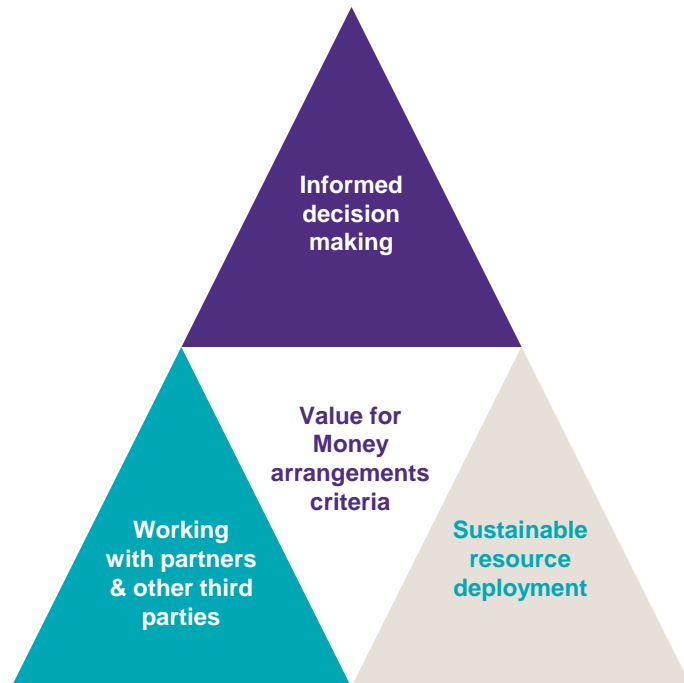 Informed
decision
making
Value for
Money
arrangements
criteria
Working
with partners
& other third
parties
Sustainable
resource
deployment